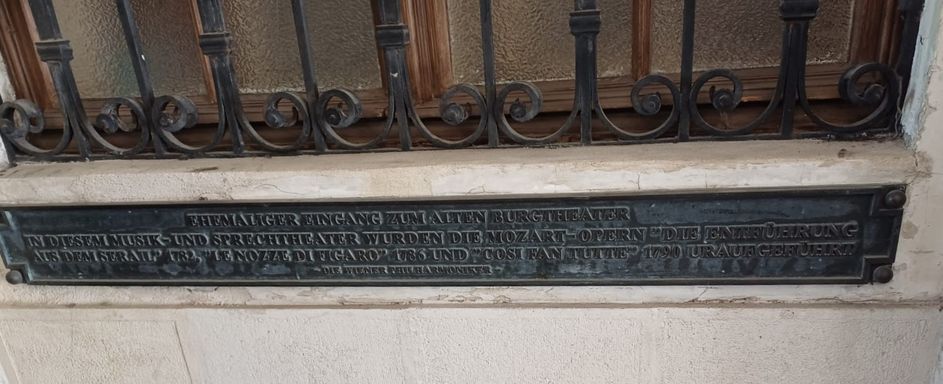 EHEMALIGER EINGANG ZUM ALTEN BURGTHEATER
IN DIESEM MUSIK- UND SPRECHTHEATER WURDEN DIE MOZART-OPERN "DIE ENTFÜHRUNG
AUS DEM SERAIL" 1782, "LE NOZZE DI FIGARO" 1786 UND "COSI FAN TUTTE" 1790 URAUFGEFÜHRT.
DIE WIENER PHILHARMONIKER